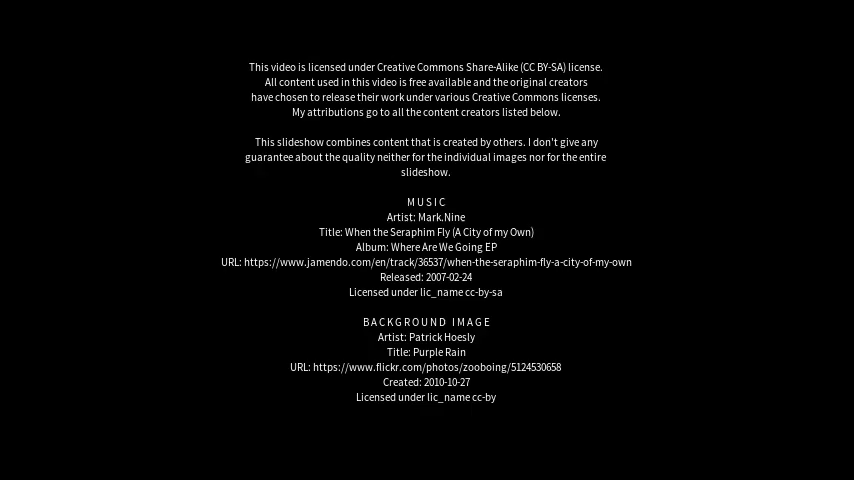 This video is licensed under Creative Commons Share-Alike (CC BY-SA) license.
All content used in this video is free available and the original creators
have chosen to release their work under various Creative Commons licenses.
My attributions go to all the content creators listed below.
This slideshow combines content that is created by others. I don't give any
guarantee about the quality neither for the individual images nor for the entire
slideshow.
MUSIC
Artist: Mark.Nine
Title: When the Seraphim Fly (A City of my Own)
Album: Where Are We Going EP
URL: https://www.jamendo.com/en/track/36537/when-the-seraphim-fly-a-city-of-my-own
Released: 2007-02-24
Licensed under lic_name cc-by-sa
BACKGROUND IMAGE
Artist: Patrick Hoesly
Title: Purple Rain
URL: https://www.flickr.com/photos/zooboing/5124530658
Created: 2010-10-27
Licensed under lic_name cc-by